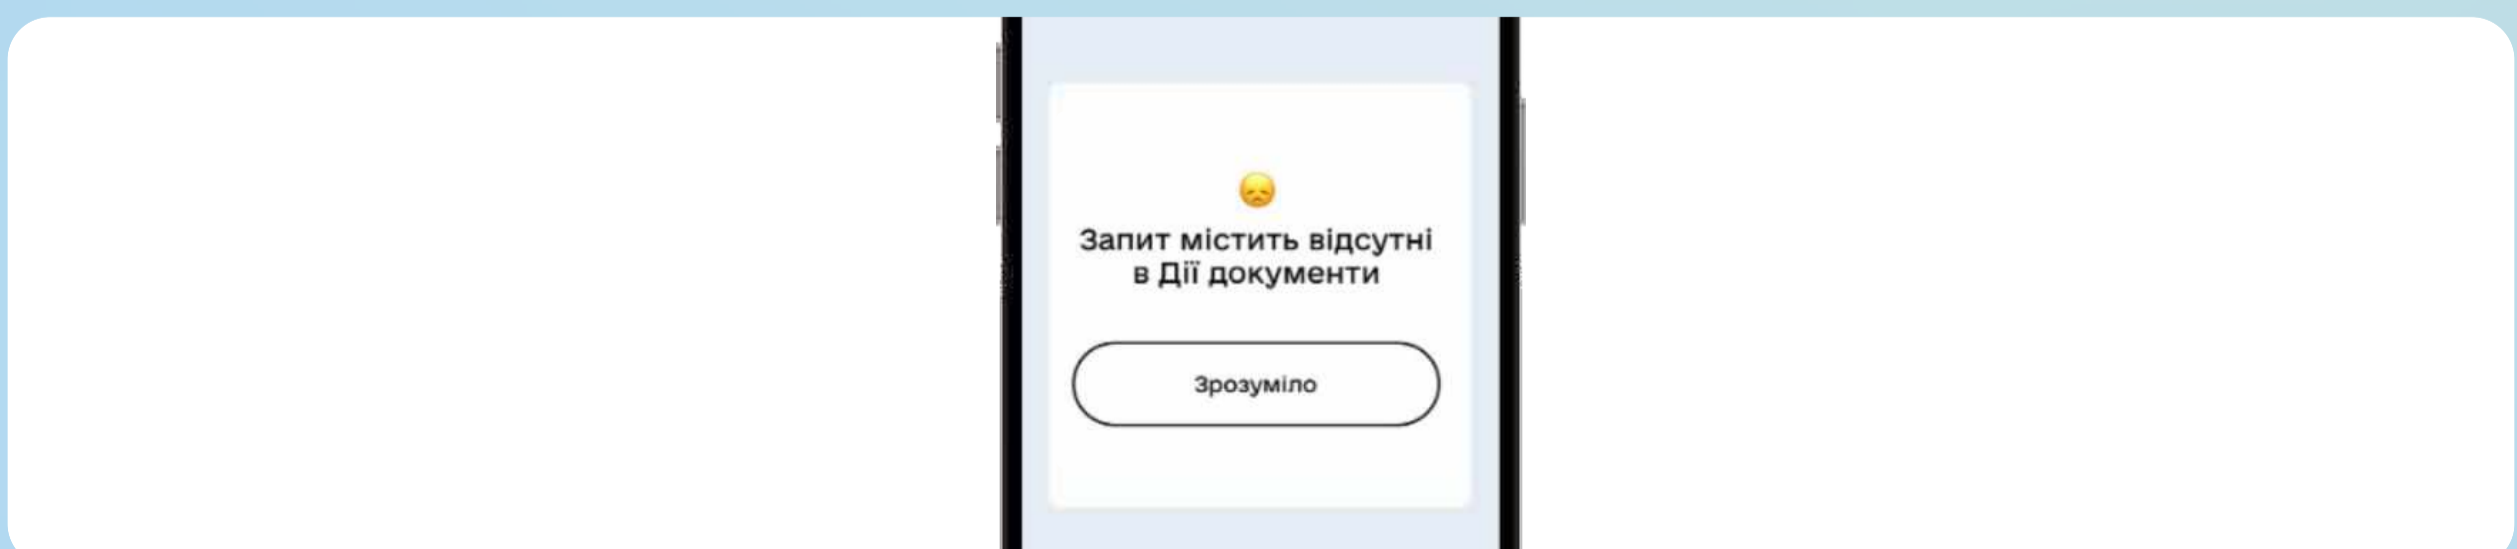 Запит містить відсутні
в Дії документи
Зрозуміло